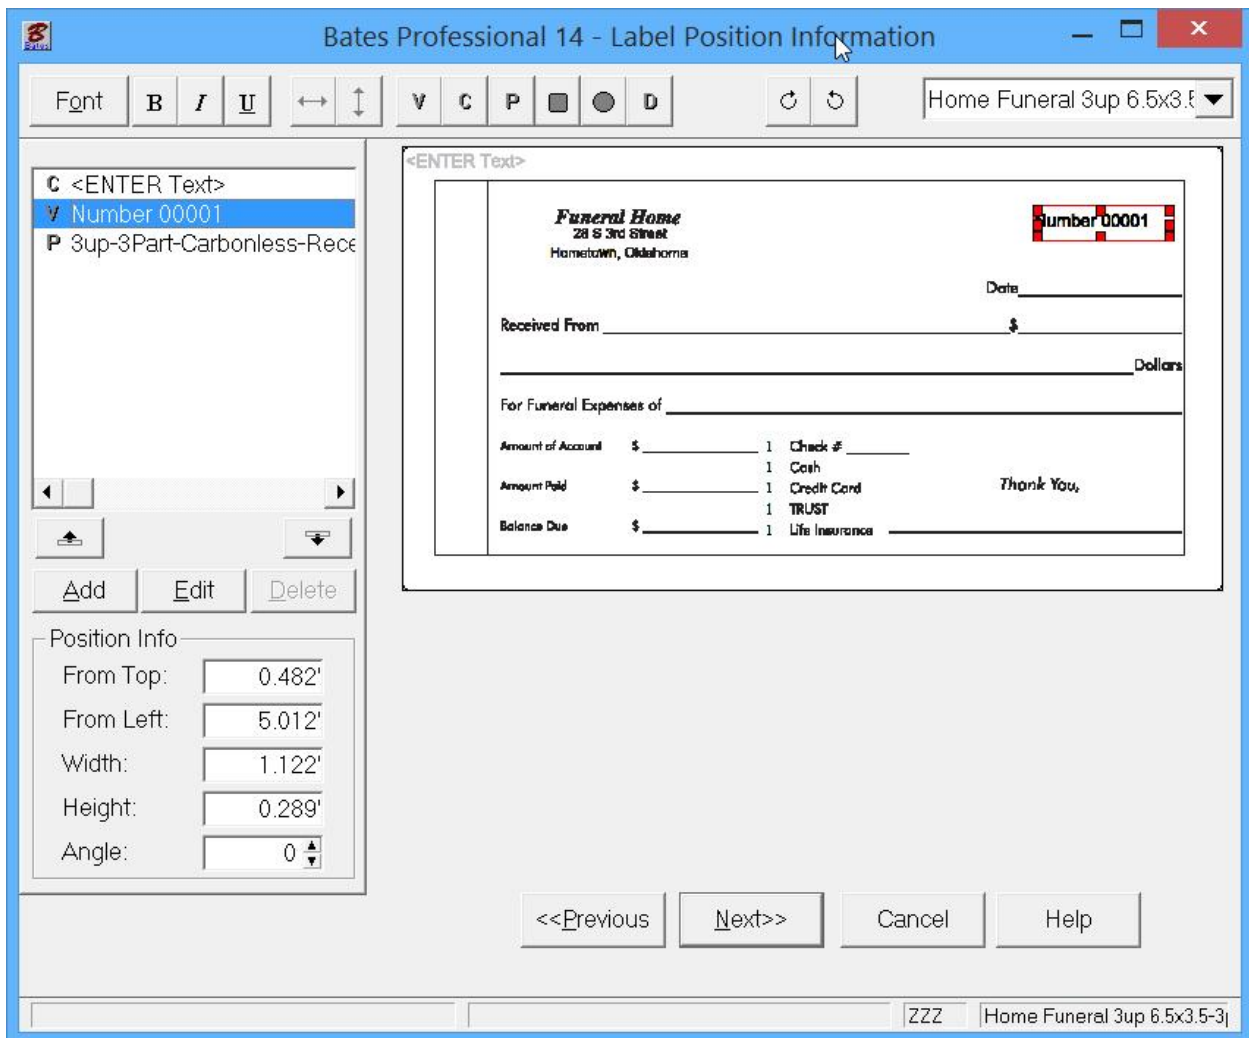 Bates Professional 14 - Label Position Information
Font B I U V C P D Home Funeral 3up 6.5x3.5
C <ENTER Text>
V Number 00001
P 3up-3Part-Carbonless-Rece
Add Edit Delete
Position Info
From Top: 0.482'
From Left: 5.012'
Width: 1.122'
Height: 0.289'
Angle: 0
<ENTER Text>
Funeral Home
28 S 3rd Street
Hometown, Oklahoma
Number 00001
Date
Received From $
Dollars
For Funeral Expenses of
Amount of Account $ 1 Check #
1 Cash
Amount Paid $ 1 Credit Card
Thank You,
1 TRUST
Balance Due $ 1 Life Insurance
<<Previous Next>> Cancel Help
ZZZ Home Funeral 3up 6.5x3.5-3